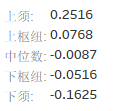 上须: 0.2516
上枢纽: 0.0768
中位数: -0.0087
下枢纽: -0.0516
下须: -0.1625